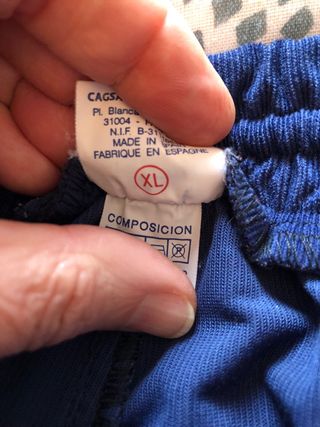 CAGSA
Pl. Blanca
31004 -
N.I.F. B-31
MADE IN
FABRIQUE EN ESPAGNE
XL
COMPOSICION